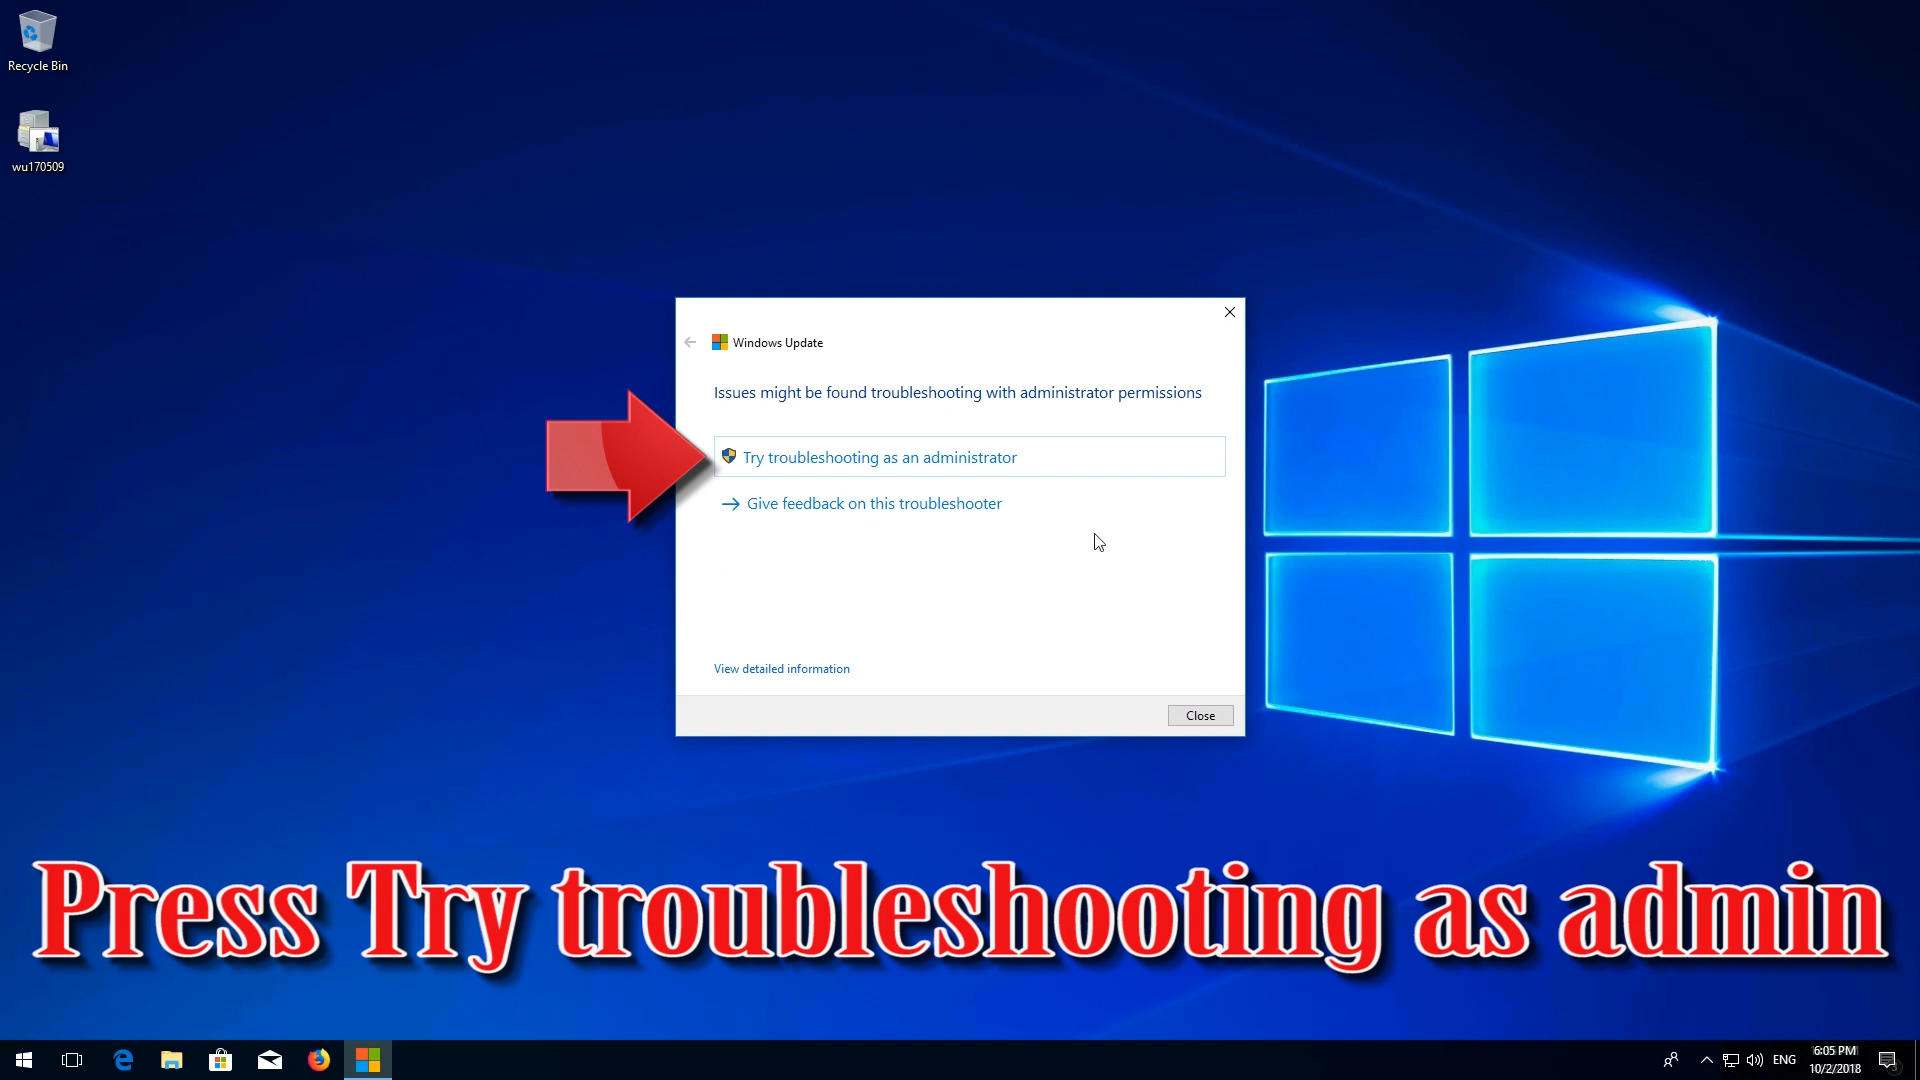 Recycle Bin
wu170509
Windows Update
Issues might be found troubleshooting with administrator permissions
Try troubleshooting as an administrator
Give feedback on this troubleshooter
View detailed information
Close
Press Try troubleshooting as admin
ENG
6:05 PM
10/2/2018